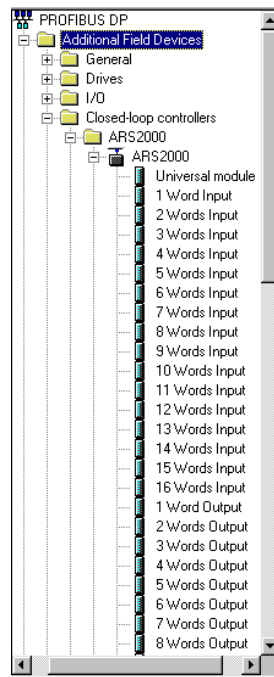 PROFIBUS DP
Additional Field Devices
General
Drives
I/O
Closed-loop controllers
ARS2000
ARS2000
Universal module
1 Word Input
2 Words Input
3 Words Input
4 Words Input
5 Words Input
6 Words Input
7 Words Input
8 Words Input
9 Words Input
10 Words Input
11 Words Input
12 Words Input
13 Words Input
14 Words Input
15 Words Input
16 Words Input
1 Word Output
2 Words Output
3 Words Output
4 Words Output
5 Words Output
6 Words Output
7 Words Output
8 Words Output